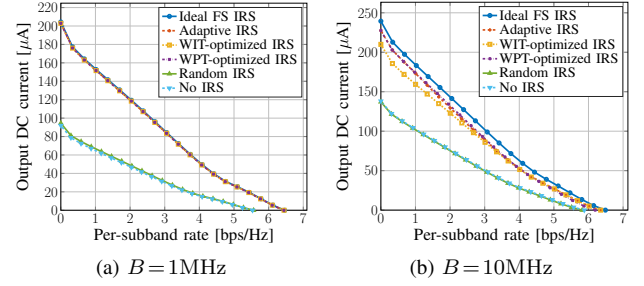 Output DC current [μA]
220
200
180
160
140
120
100
80
60
40
20
0
Ideal FS IRS
Adaptive IRS
WIT-optimized IRS
WPT-optimized IRS
Random IRS
No IRS
0 1 2 3 4 5 6 7
Per-subband rate [bps/Hz]
(a) B = 1MHz
Output DC current [μA]
250
200
150
100
50
0
Ideal FS IRS
Adaptive IRS
WIT-optimized IRS
WPT-optimized IRS
Random IRS
No IRS
0 1 2 3 4 5 6 7
Per-subband rate [bps/Hz]
(b) B = 10MHz